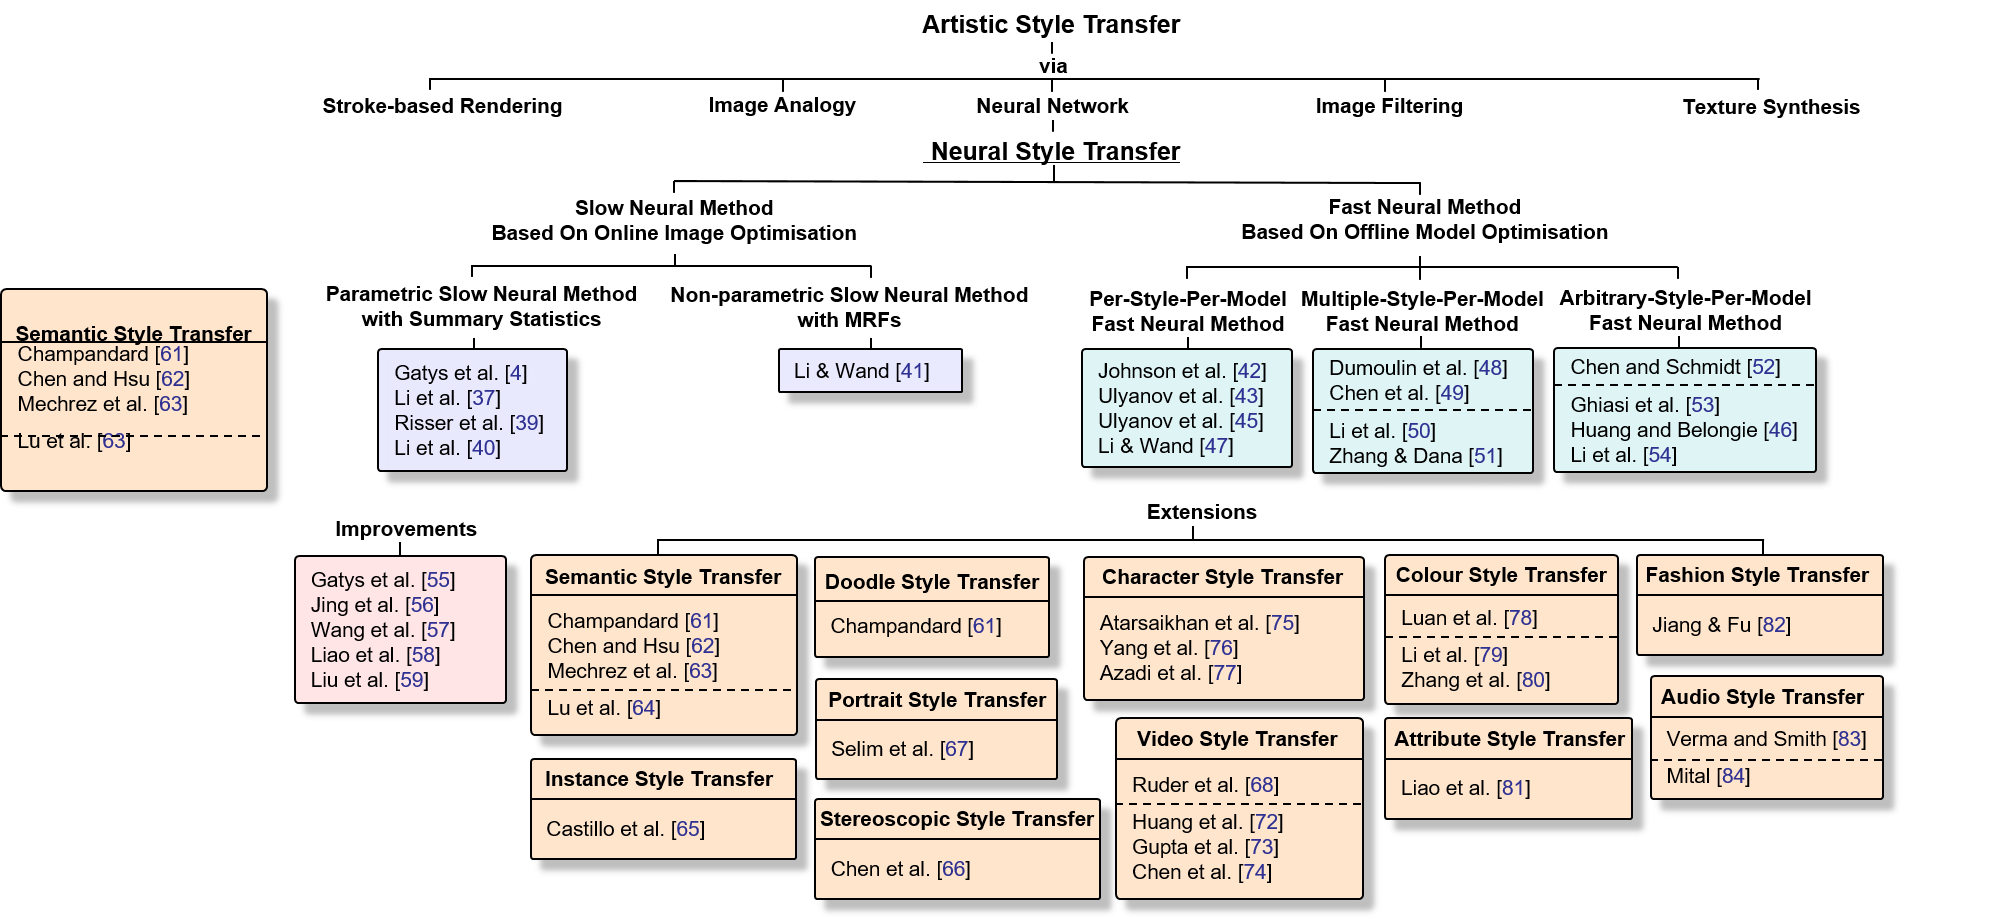 Artistic Style Transfer
via
Stroke-based Rendering
Image Analogy
Neural Network
Image Filtering
Texture Synthesis
Neural Style Transfer
Slow Neural Method
Based On Online Image Optimisation
Fast Neural Method
Based On Offline Model Optimisation
Parametric Slow Neural Method
with Summary Statistics
Non-parametric Slow Neural Method
with MRFs
Per-Style-Per-Model
Fast Neural Method
Multiple-Style-Per-Model
Fast Neural Method
Arbitrary-Style-Per-Model
Fast Neural Method
Semantic Style Transfer
Champandard [61]
Chen and Hsu [62]
Mechrez et al. [63]
Lu et al. [63]
Gatys et al. [4]
Li et al. [37]
Risser et al. [39]
Li et al. [40]
Li & Wand [41]
Johnson et al. [42]
Ulyanov et al. [43]
Ulyanov et al. [45]
Li & Wand [47]
Dumoulin et al. [48]
Chen et al. [49]
Li et al. [50]
Zhang & Dana [51]
Chen and Schmidt [52]
Ghiasi et al. [53]
Huang and Belongie [46]
Li et al. [54]
Improvements
Gatys et al. [55]
Jing et al. [56]
Wang et al. [57]
Liao et al. [58]
Liu et al. [59]
Extensions
Semantic Style Transfer
Champandard [61]
Chen and Hsu [62]
Mechrez et al. [63]
Lu et al. [64]
Instance Style Transfer
Castillo et al. [65]
Doodle Style Transfer
Champandard [61]
Portrait Style Transfer
Selim et al. [67]
Stereoscopic Style Transfer
Chen et al. [66]
Character Style Transfer
Atarsaikhan et al. [75]
Yang et al. [76]
Azadi et al. [77]
Video Style Transfer
Ruder et al. [68]
Huang et al. [72]
Gupta et al. [73]
Chen et al. [74]
Colour Style Transfer
Luan et al. [78]
Li et al. [79]
Zhang et al. [80]
Attribute Style Transfer
Liao et al. [81]
Fashion Style Transfer
Jiang & Fu [82]
Audio Style Transfer
Verma and Smith [83]
Mital [84]